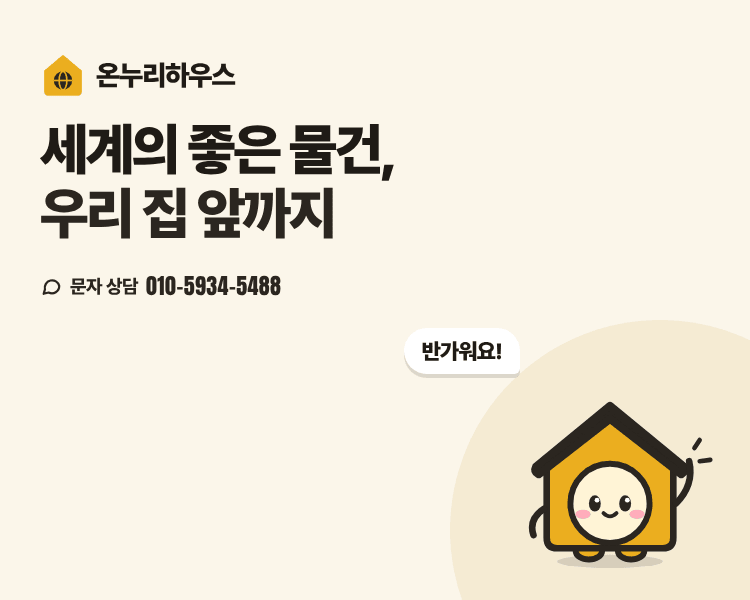 온누리하우스
세계의 좋은 물건,
우리 집 앞까지
문자 상담 010-5934-5488
반가워요!